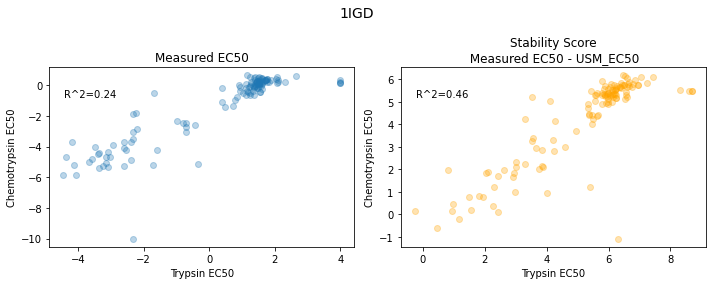 1IGD
Measured EC50
R^2=0.24
Chemotrypsin EC50
0
−2
−4
−6
−8
−10
−4
−2
0
2
4
Trypsin EC50
Stability Score
Measured EC50 - USM_EC50
R^2=0.46
Chemotrypsin EC50
6
5
4
3
2
1
0
−1
0
2
4
6
8
Trypsin EC50